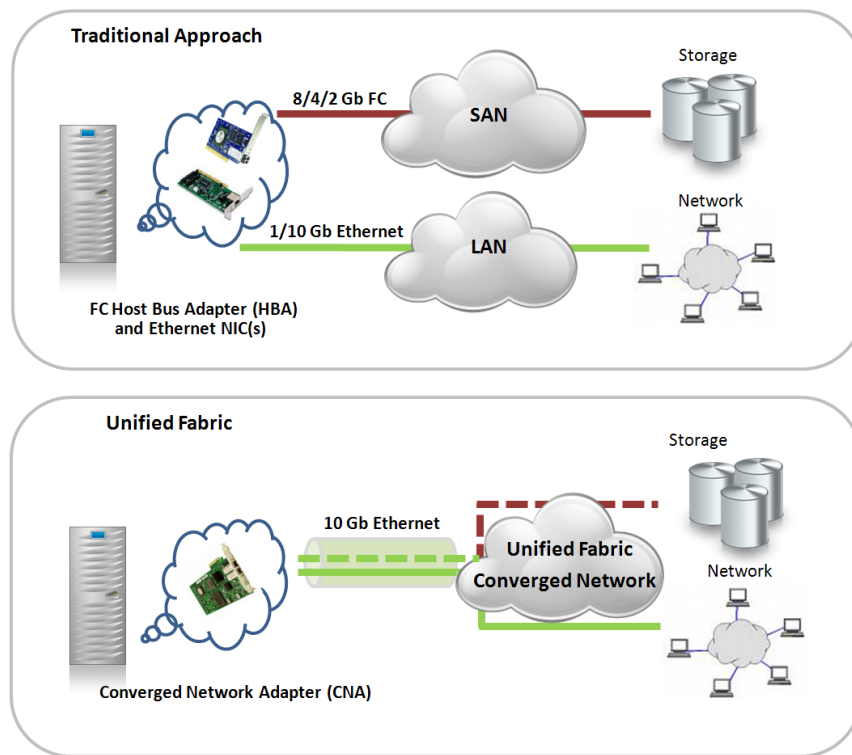 Traditional Approach
Storage
8/4/2 Gb FC
SAN
Network
1/10 Gb Ethernet
LAN
FC Host Bus Adapter (HBA)
and Ethernet NIC(s)
Unified Fabric
Storage
10 Gb Ethernet
Unified Fabric
Converged Network
Network
Converged Network Adapter (CNA)